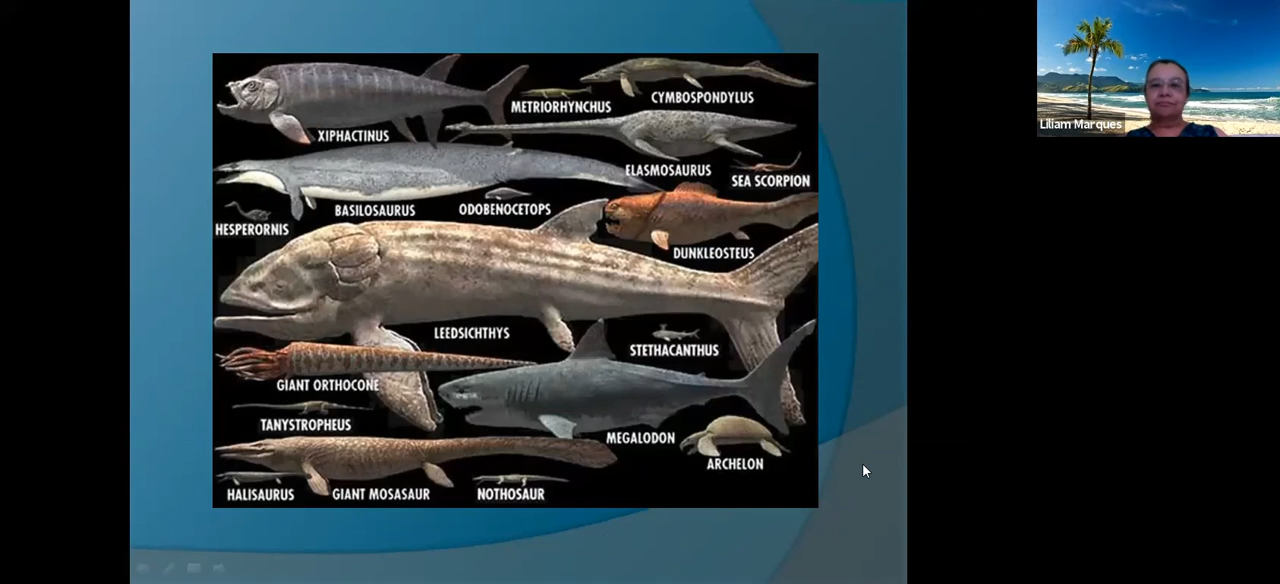 METRIORHYNCHUS
CYMBOSPONDYLUS
XIPHACTINUS
ELASMOSAURUS
SEA SCORPION
BASILOSAURUS
ODOBENOCETOPS
HESPERORNIS
DUNKLEOSTEUS
LEEDSICHTHYS
STETHACANTHUS
GIANT ORTHOCONE
TANYSTROPHEUS
MEGALODON
ARCHELON
HALISAURUS
GIANT MOSASAUR
NOTHOSAUR
Liliam Marques